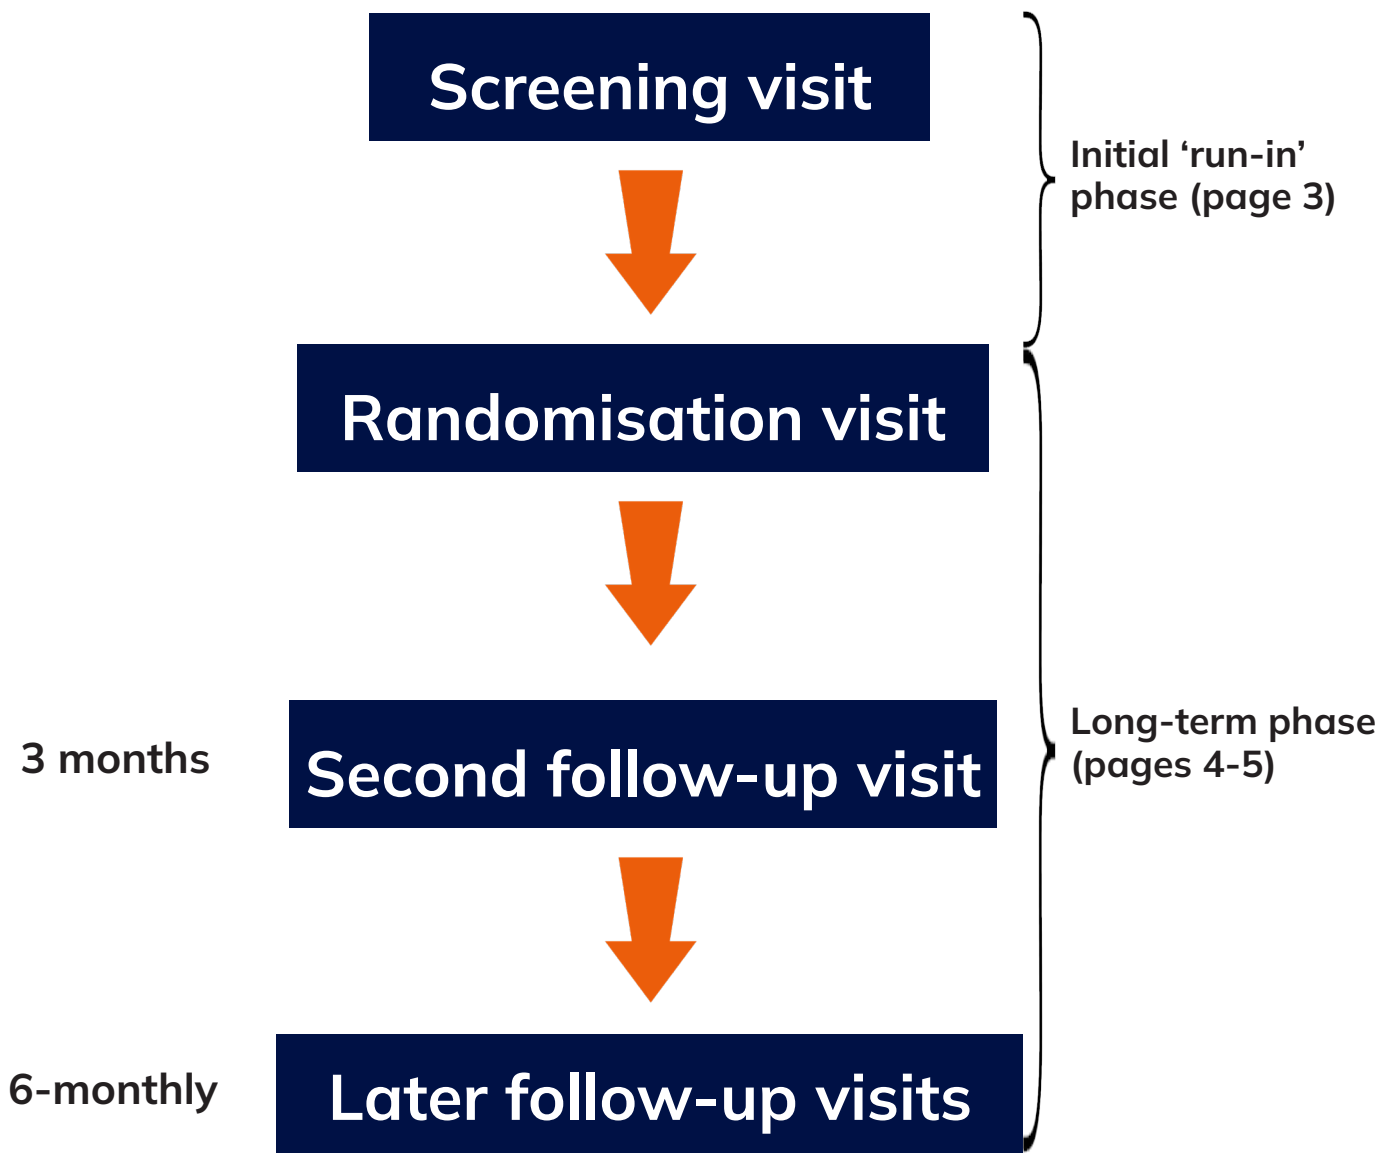 Screening visit
Initial ‘run-in’
phase (page 3)
Randomisation visit
Long-term phase
(pages 4-5)
3 months
Second follow-up visit
6-monthly
Later follow-up visits